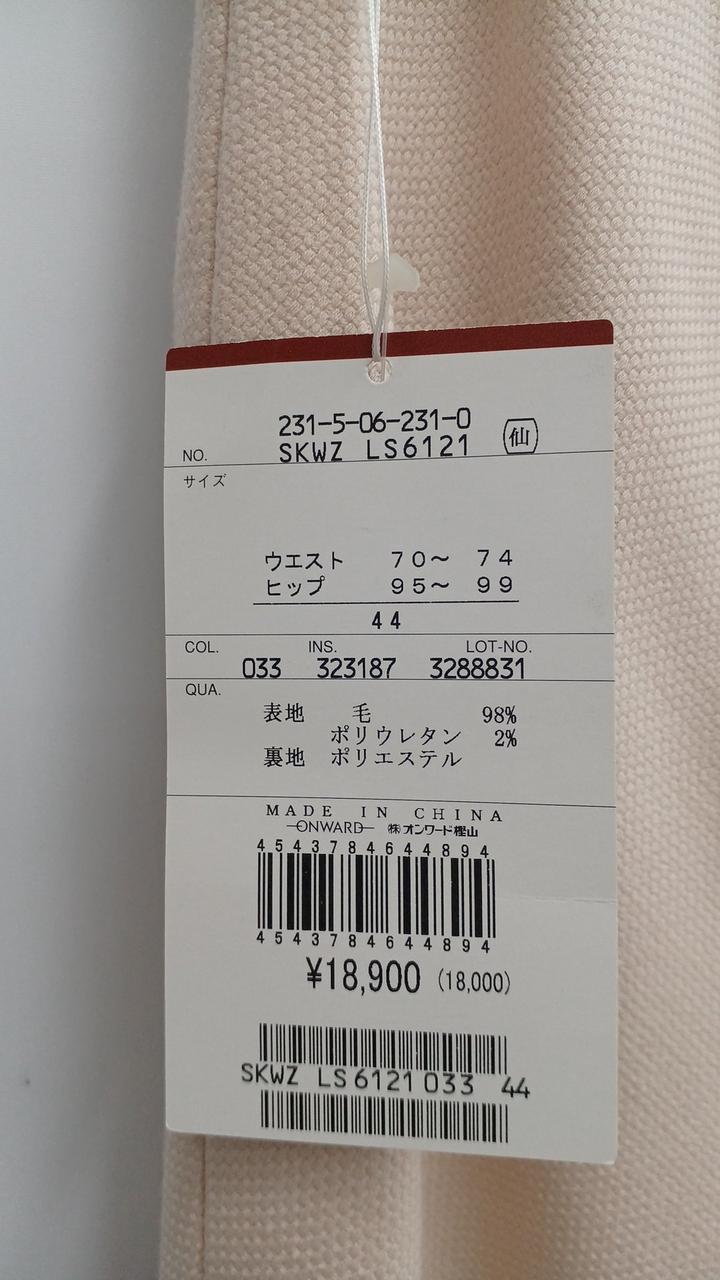 231-5-06-231-0
NO. SKWZ LS6121 仙
サイズ
ウエスト 70〜 74
ヒップ 95〜 99
44
COL. INS. LOT-NO.
033 323187 3288831
QUA.
表地 毛 98%
ポリウレタン 2%
裏地 ポリエステル
MADE IN CHINA
ONWARD ㈱オンワード樫山
4543784644894
4543784644894
¥18,900 (18,000)
SKWZ LS6121 033 44